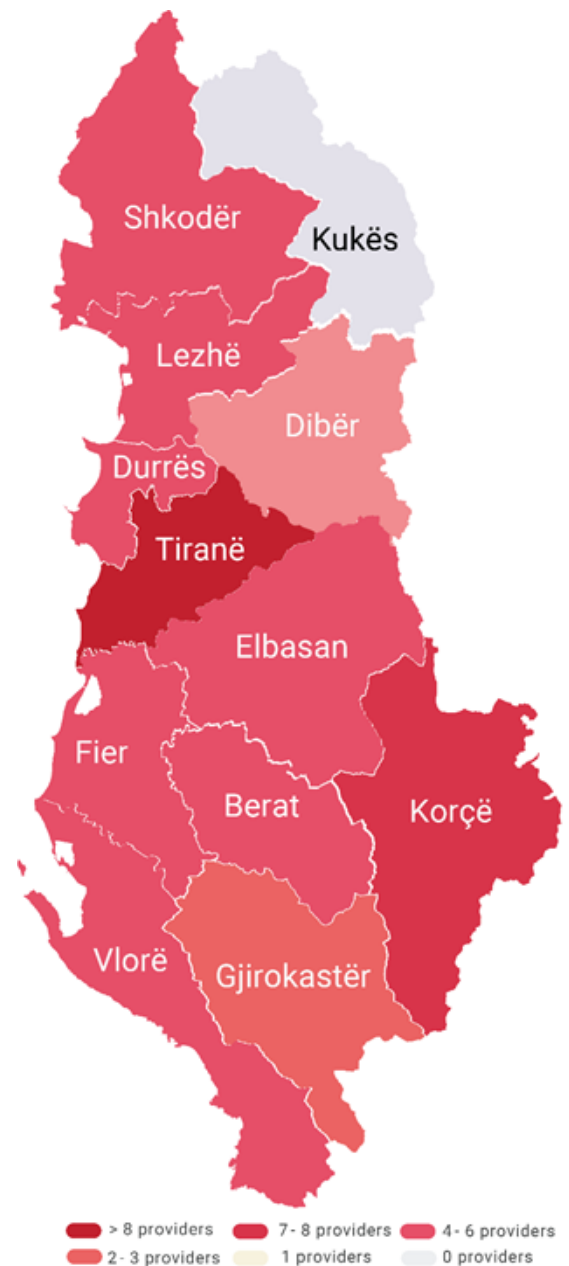 Shkodër
Kukës
Lezhë
Dibër
Durrës
Tiranë
Elbasan
Fier
Berat
Korçë
Vlorë
Gjirokastër
> 8 providers 7- 8 providers 4- 6 providers
2- 3 providers 1 providers 0 providers